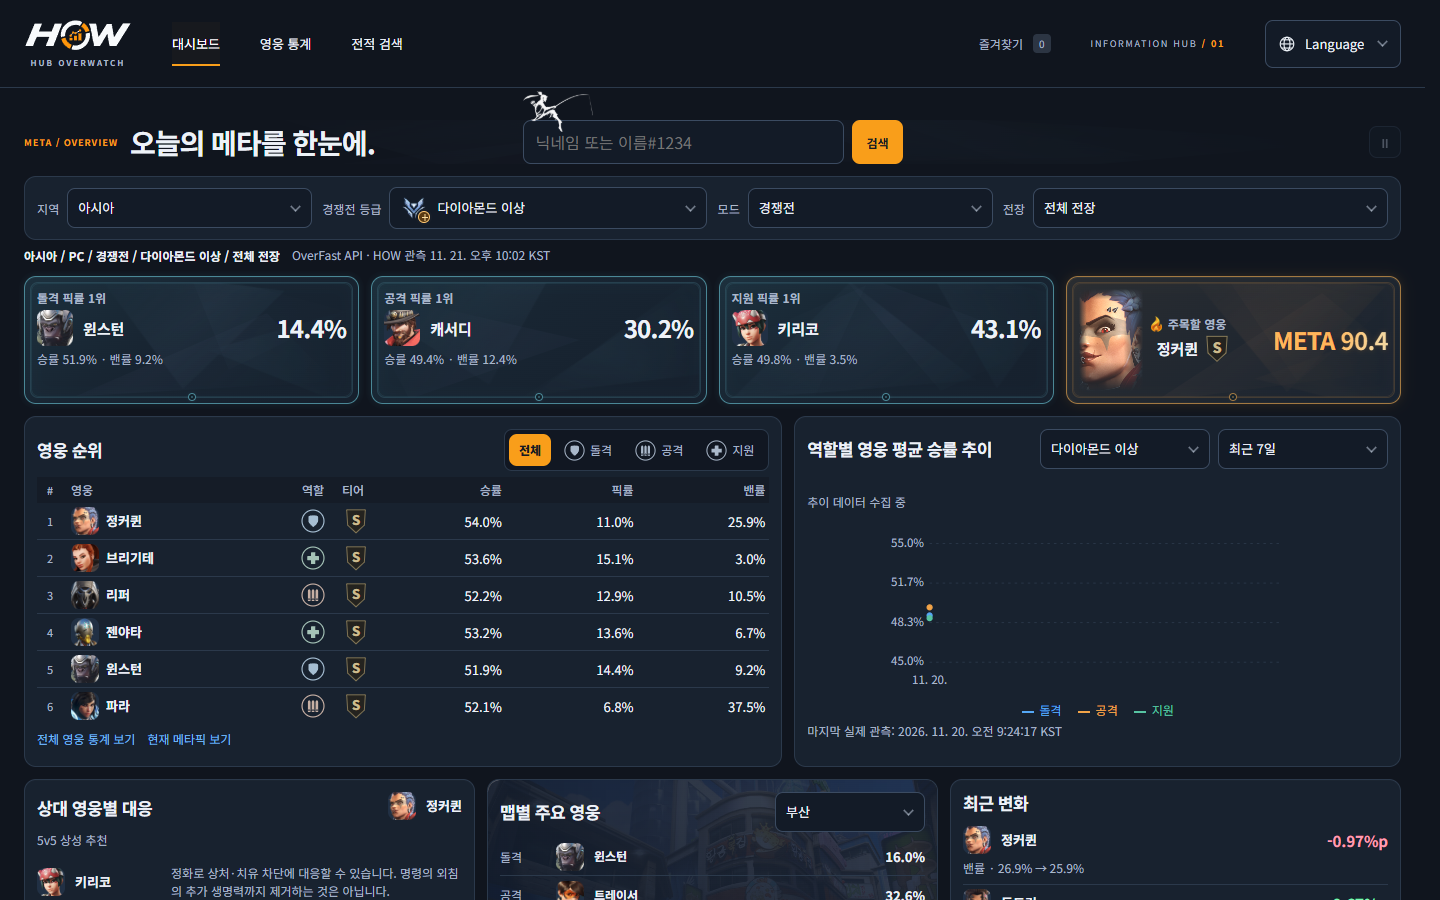 HOW
HUB OVERWATCH
대시보드
영웅 통계
전적 검색
즐겨찾기 0
INFORMATION HUB / 01
Language
META / OVERVIEW
오늘의 메타를 한눈에.
닉네임 또는 이름#1234
검색
지역 아시아
경쟁전 등급 다이아몬드 이상
모드 경쟁전
전장 전체 전장
아시아 / PC / 경쟁전 / 다이아몬드 이상 / 전체 전장 OverFast API · HOW 관측 11. 21. 오후 10:02 KST
돌격 픽률 1위
윈스턴 14.4%
승률 51.9% · 밴률 9.2%
공격 픽률 1위
캐서디 30.2%
승률 49.4% · 밴률 12.4%
지원 픽률 1위
키리코 43.1%
승률 49.8% · 밴률 3.5%
주목할 영웅
정커퀸 S
META 90.4
영웅 순위
전체 돌격 공격 지원
# 영웅 역할 티어 승률 픽률 밴률
1 정커퀸 S 54.0% 11.0% 25.9%
2 브리기테 S 53.6% 15.1% 3.0%
3 리퍼 S 52.2% 12.9% 10.5%
4 젠야타 S 53.2% 13.6% 6.7%
5 윈스턴 S 51.9% 14.4% 9.2%
6 파라 S 52.1% 6.8% 37.5%
전체 영웅 통계 보기 현재 메타픽 보기
역할별 영웅 평균 승률 추이
다이아몬드 이상
최근 7일
추이 데이터 수집 중
55.0%
51.7%
48.3%
45.0%
11. 20.
돌격 공격 지원
마지막 실제 관측: 2026. 11. 20. 오전 9:24:17 KST
상대 영웅별 대응
정커퀸
5v5 상성 추천
키리코
정화로 상처·치유 차단에 대응할 수 있습니다. 명령의 외침
의 추가 생명력까지 제거하는 것은 아닙니다.
맵별 주요 영웅
부산
돌격 윈스턴 16.0%
공격 트레이서 32.6%
최근 변화
정커퀸 -0.97%p
밴률 · 26.9% → 25.9%